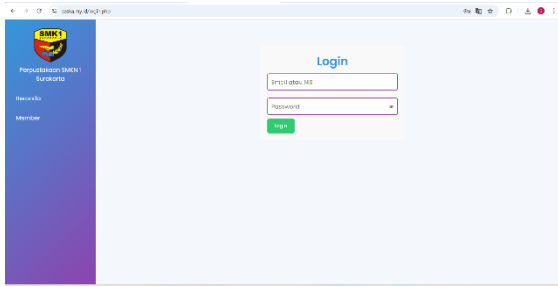 SMK1
Perpustakaan SMKN 1
Surakarta
Beranda
Member
Login
Email atau NIS
Password
login